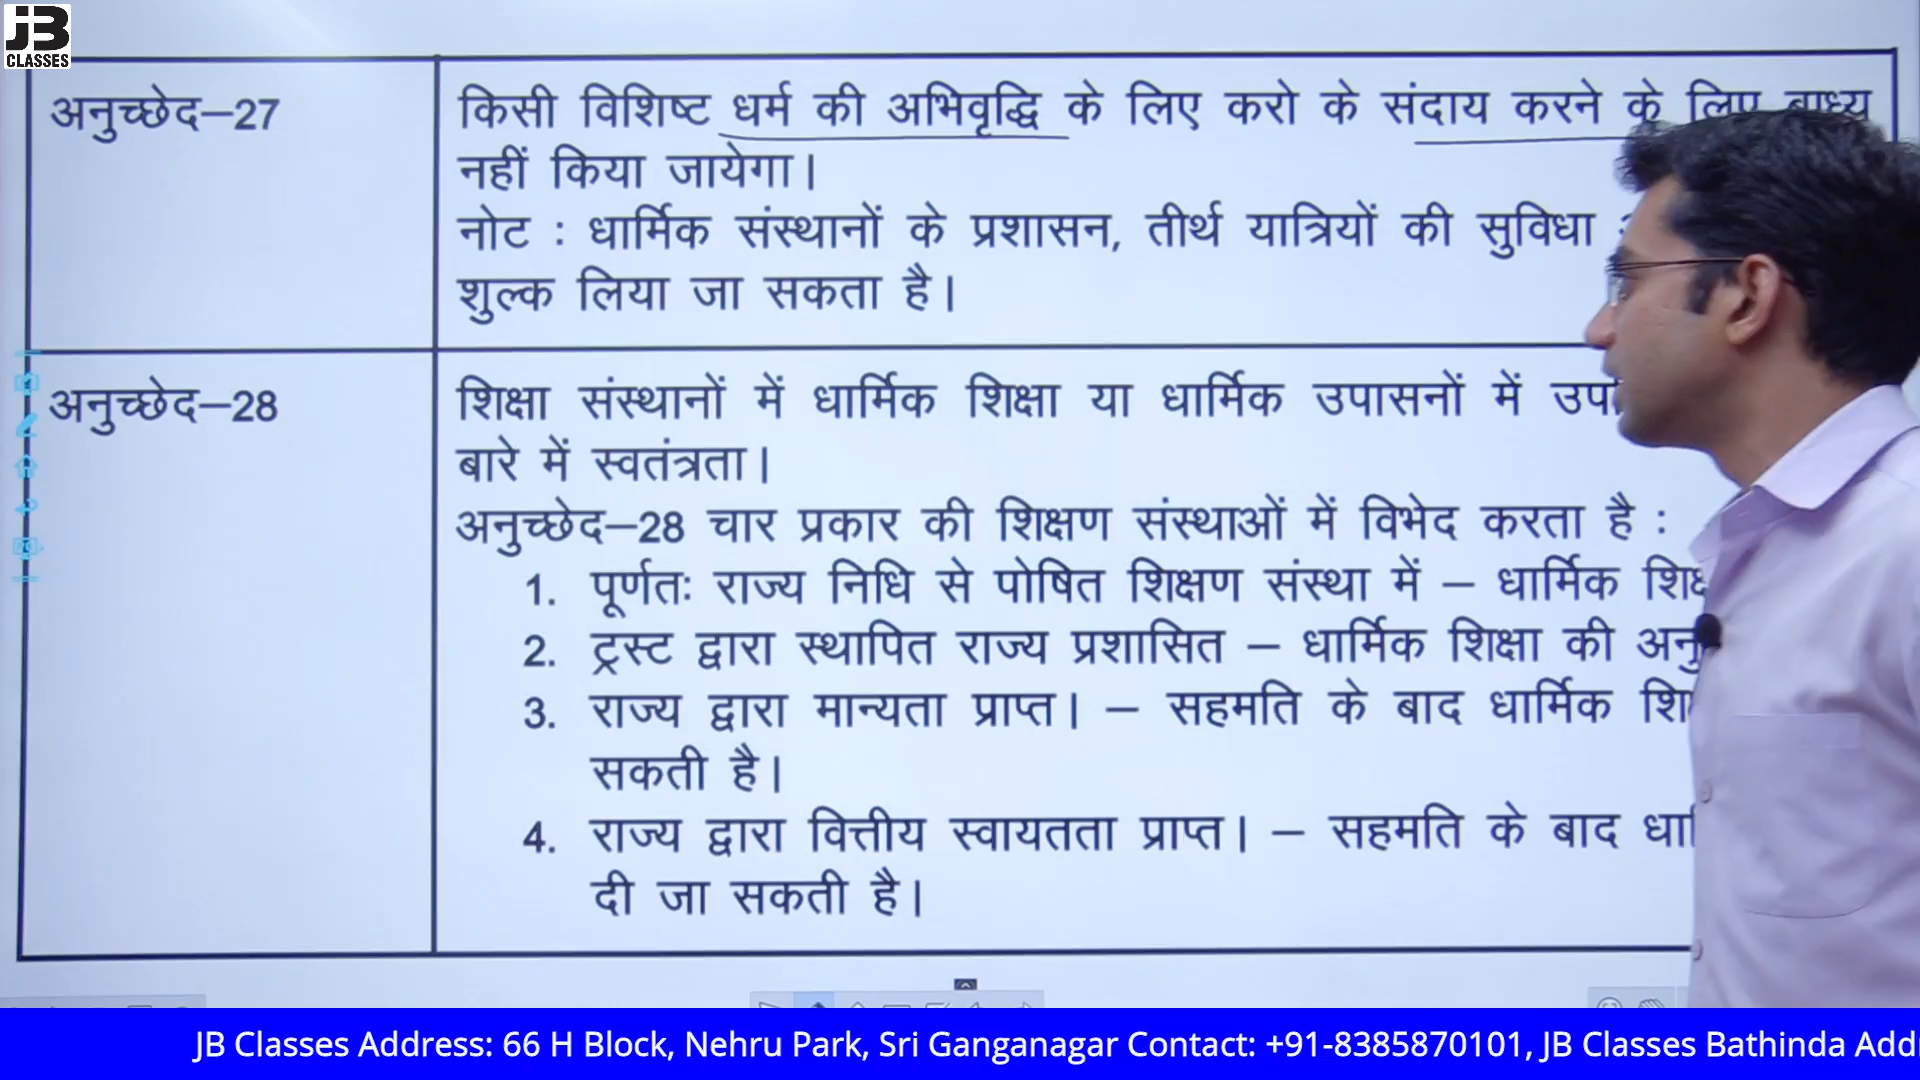 JB
CLASSES
अनुच्छेद–27
किसी विशिष्ट धर्म की अभिवृद्धि के लिए करो के संदाय करने के लिए बाध्य
नहीं किया जायेगा।
नोट : धार्मिक संस्थानों के प्रशासन, तीर्थ यात्रियों की सुविधा
शुल्क लिया जा सकता है।
अनुच्छेद–28
शिक्षा संस्थानों में धार्मिक शिक्षा या धार्मिक उपासनों में
बारे में स्वतंत्रता।
अनुच्छेद–28 चार प्रकार की शिक्षण संस्थाओं में विभेद करता है :
1. पूर्णतः राज्य निधि से पोषित शिक्षण संस्था में – धार्मिक
2. ट्रस्ट द्वारा स्थापित राज्य प्रशासित – धार्मिक शिक्षा की
3. राज्य द्वारा मान्यता प्राप्त। – सहमति के बाद धार्मिक
सकती है।
4. राज्य द्वारा वित्तीय स्वायतता प्राप्त। – सहमति के बाद
दी जा सकती है।
JB Classes Address: 66 H Block, Nehru Park, Sri Ganganagar Contact: +91-8385870101, JB Classes Bathinda